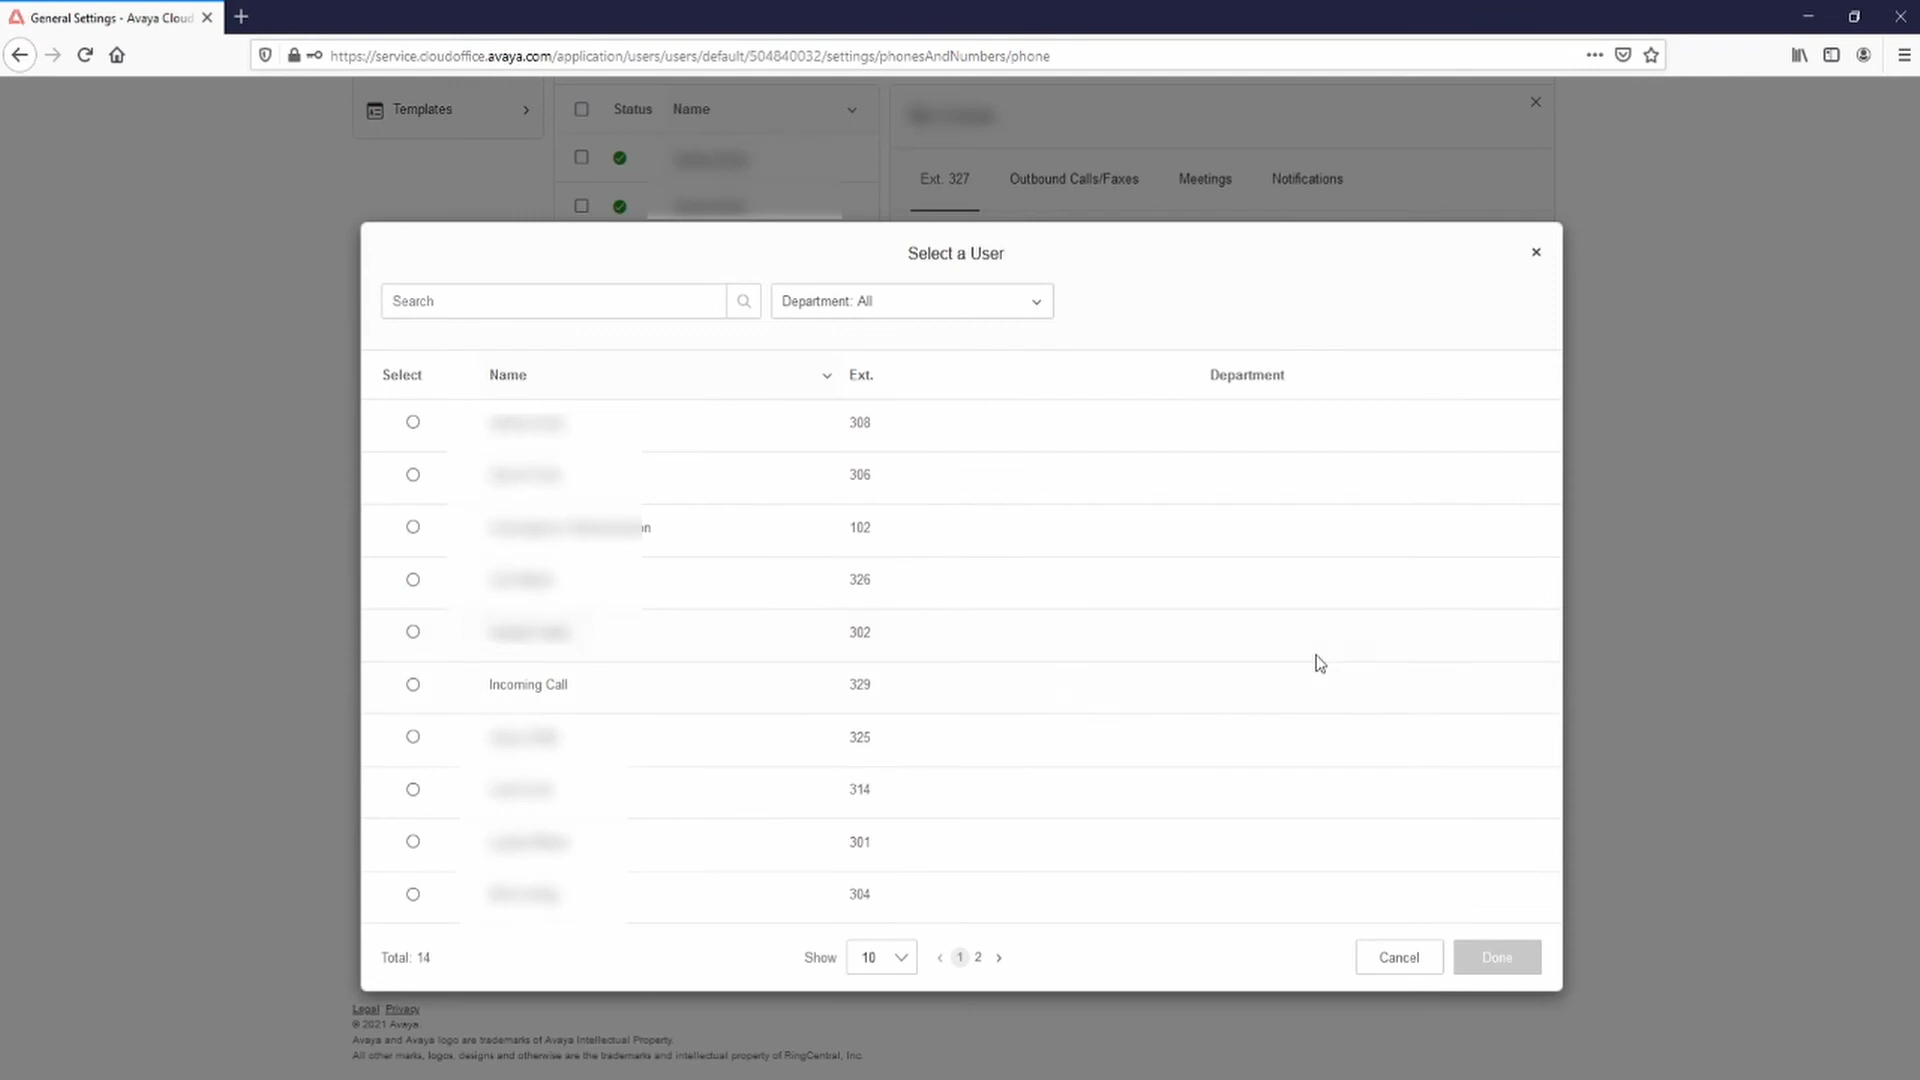 General Settings - Avaya Cloud
https://service.cloudoffice.avaya.com/application/users/users/default/504840032/settings/phonesAndNumbers/phone
Templates
Status Name
Ext. 327 Outbound Calls/Faxes Meetings Notifications
Select a User
Search
Department: All
Select Name Ext. Department
308
306
102
326
302
Incoming Call 329
325
314
301
304
Total: 14
Show 10 1 2
Cancel Done
Legal Privacy
© 2021 Avaya
Avaya and Avaya logo are trademarks of Avaya Intellectual Property.
All other marks, logos, designs and otherwise are the trademarks and intellectual property of RingCentral, Inc.